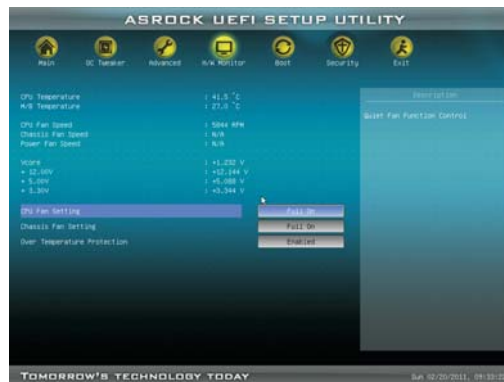 ASROCK UEFI SETUP UTILITY
Main OC Tweaker Advanced H/W Monitor Boot Security Exit
CPU Temperature : 41.5 °C
M/B Temperature : 27.0 °C
CPU Fan Speed : 5844 RPM
Chassis Fan Speed : N/A
Power Fan Speed : N/A
Vcore : +1.232 V
+ 12.00V : +12.144 V
+ 5.00V : +5.088 V
+ 3.30V : +3.344 V
CPU Fan Setting Full On
Chassis Fan Setting Full On
Over Temperature Protection Enabled
Description
Quiet Fan Function Control
TOMORROW'S TECHNOLOGY TODAY
Sun 02/20/2011,